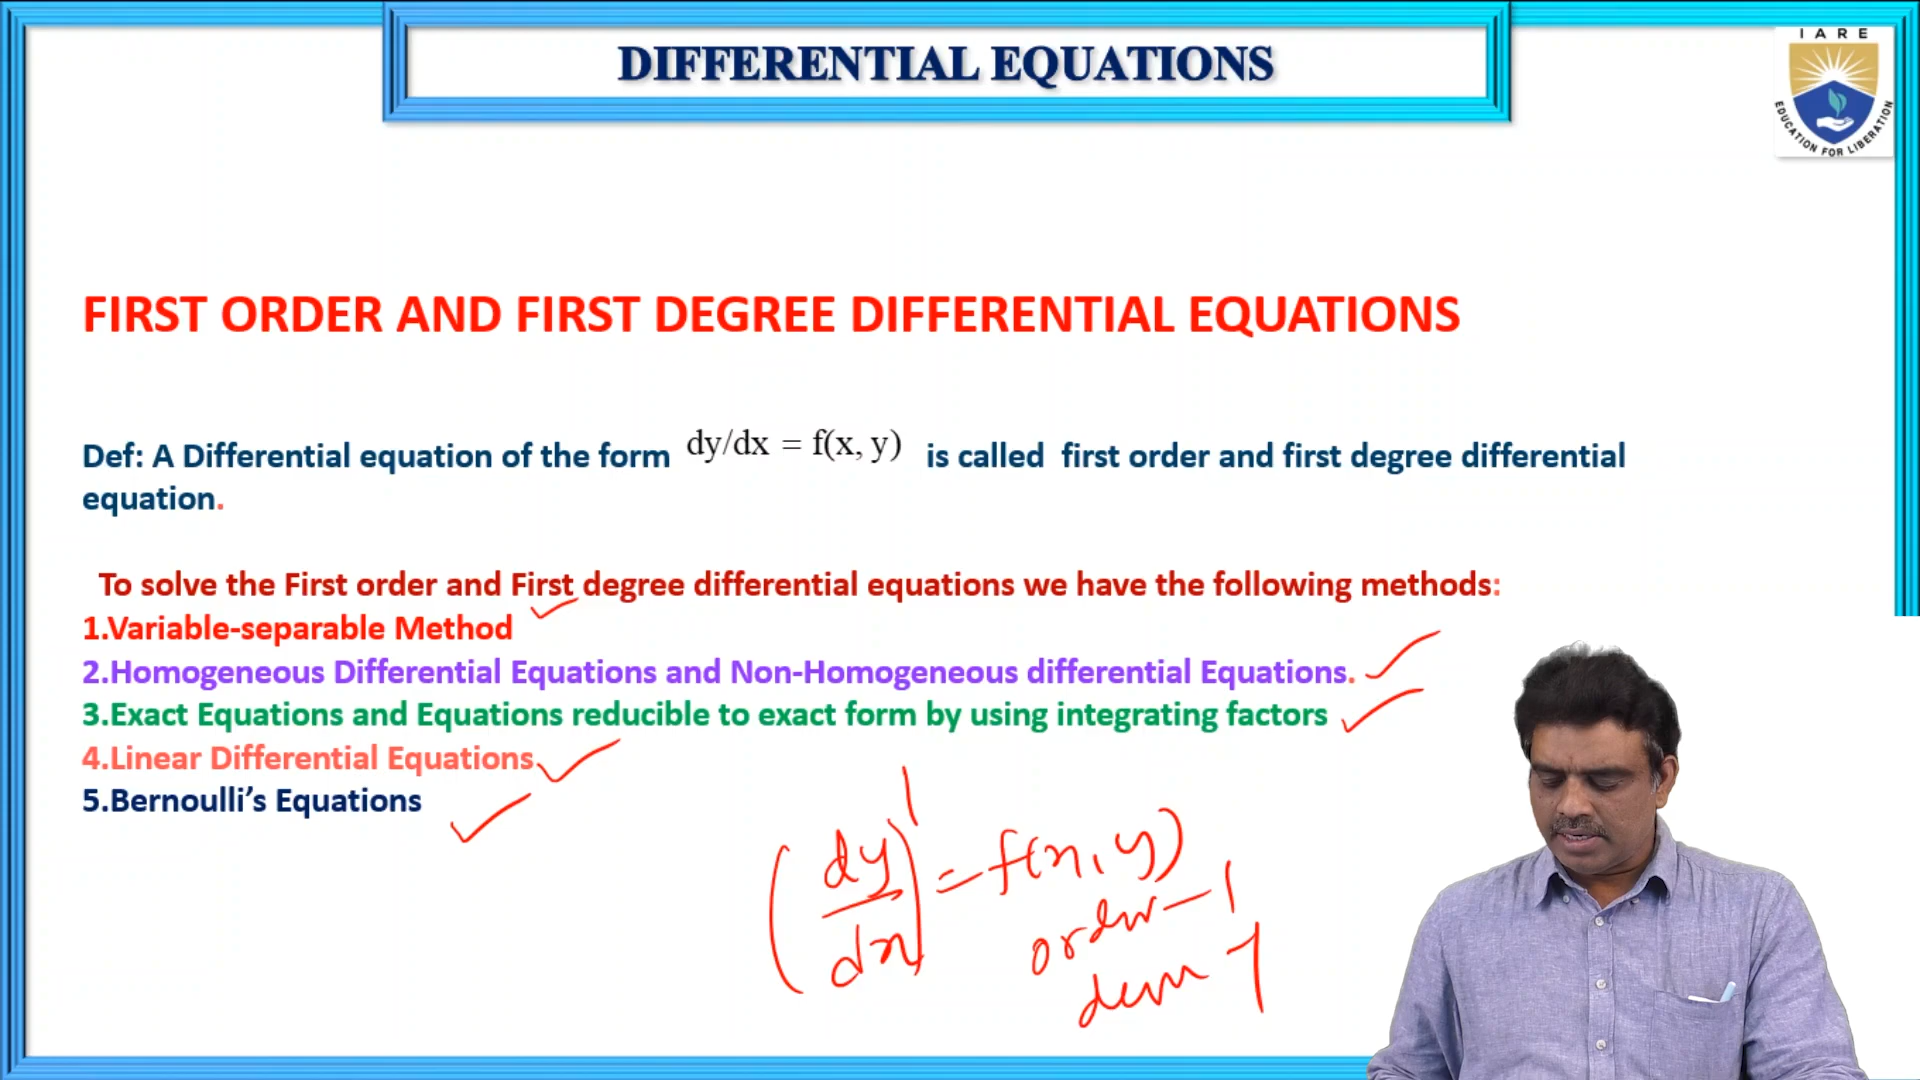 DIFFERENTIAL EQUATIONS
IARE
EDUCATION FOR LIBERATION
FIRST ORDER AND FIRST DEGREE DIFFERENTIAL EQUATIONS
Def: A Differential equation of the form dy/dx = f(x, y) is called first order and first degree differential
equation.
To solve the First order and First degree differential equations we have the following methods:
1.Variable-separable Method
2.Homogeneous Differential Equations and Non-Homogeneous differential Equations.
3.Exact Equations and Equations reducible to exact form by using integrating factors
4.Linear Differential Equations
5.Bernoulli's Equations
(dy/dx)^1 = f(x, y)
order - 1
1